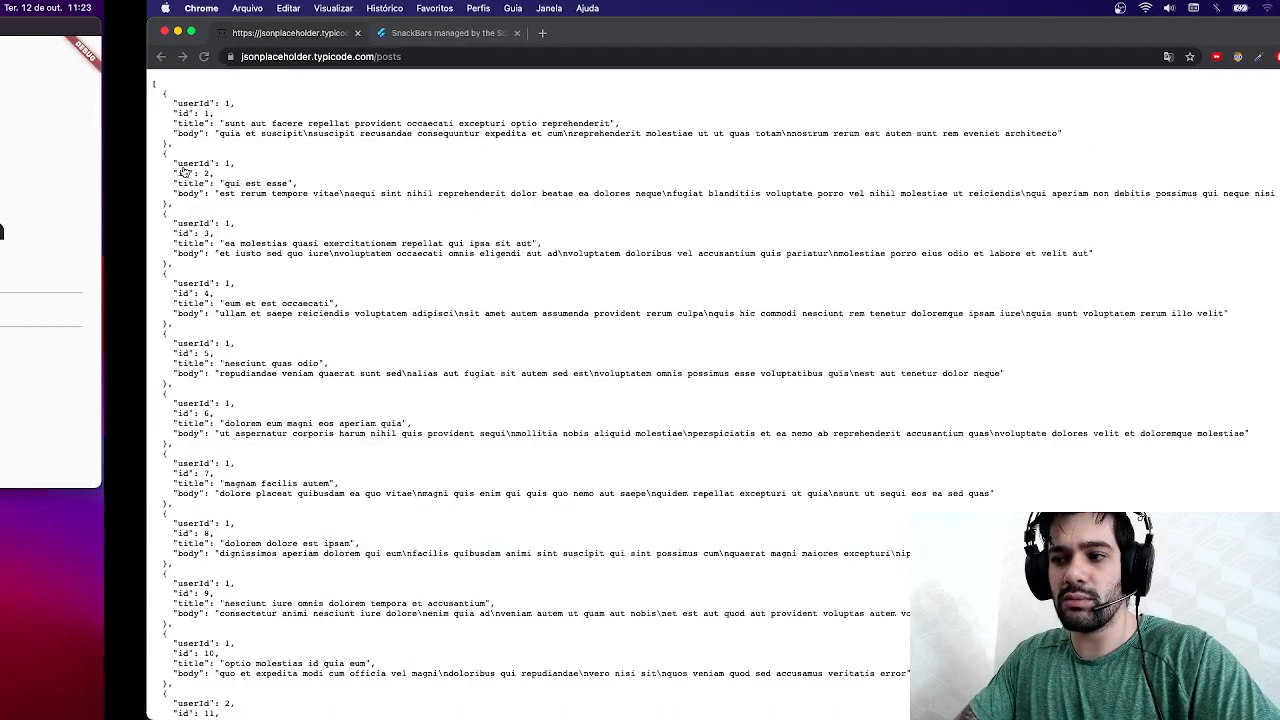 Ter. 12 de out. 11:23
Chrome Arquivo Editar Visualizar Histórico Favoritos Perfis Guia Janela Ajuda
DEBUG
https://jsonplaceholder.typico
SnackBars managed by the Sc
jsonplaceholder.typicode.com/posts
[
{
"userId": 1,
"id": 1,
"title": "sunt aut facere repellat provident occaecati excepturi optio reprehenderit",
"body": "quia et suscipit\nsuscipit recusandae consequuntur expedita et cum\nreprehenderit molestiae ut ut quas totam\nnostrum rerum est autem sunt rem eveniet architecto"
},
{
"userId": 1,
"id": 2,
"title": "qui est esse",
"body": "est rerum tempore vitae\nsequi sint nihil reprehenderit dolor beatae ea dolores neque\nfugiat blanditiis voluptate porro vel nihil molestiae ut reiciendis\nqui aperiam non debitis possimus qui neque nisi
},
{
"userId": 1,
"id": 3,
"title": "ea molestias quasi exercitationem repellat qui ipsa sit aut",
"body": "et iusto sed quo iure\nvoluptatem occaecati omnis eligendi aut ad\nvoluptatem doloribus vel accusantium quis pariatur\nmolestiae porro eius odio et labore et velit aut"
},
{
"userId": 1,
"id": 4,
"title": "eum et est occaecati",
"body": "ullam et saepe reiciendis voluptatem adipisci\nsit amet autem assumenda provident rerum culpa\nquis hic commodi nesciunt rem tenetur doloremque ipsam iure\nquis sunt voluptatem rerum illo velit"
},
{
"userId": 1,
"id": 5,
"title": "nesciunt quas odio",
"body": "repudiandae veniam quaerat sunt sed\nalias aut fugiat sit autem sed est\nvoluptatem omnis possimus esse voluptatibus quis\nest aut tenetur dolor neque"
},
{
"userId": 1,
"id": 6,
"title": "dolorem eum magni eos aperiam quia",
"body": "ut aspernatur corporis harum nihil quis provident sequi\nmollitia nobis aliquid molestiae\nperspiciatis et ea nemo ab reprehenderit accusantium quas\nvoluptate dolores velit et doloremque molestiae"
},
{
"userId": 1,
"id": 7,
"title": "magnam facilis autem",
"body": "dolore placeat quibusdam ea quo vitae\nmagni quis enim qui quis quo nemo aut saepe\nquidem repellat excepturi ut quia\nsunt ut sequi eos ea sed quas"
},
{
"userId": 1,
"id": 8,
"title": "dolorem dolore est ipsam",
"body": "dignissimos aperiam dolorem qui eum\nfacilis quibusdam animi sint suscipit qui sint possimus cum\nquaerat magni maiores excepturi\nip
},
{
"userId": 1,
"id": 9,
"title": "nesciunt iure omnis dolorem tempora et accusantium",
"body": "consectetur animi nesciunt iure dolore\nenim quia ad\nveniam autem ut quam aut nobis\net est aut quod aut provident voluptas autem vo
},
{
"userId": 1,
"id": 10,
"title": "optio molestias id quia eum",
"body": "quo et expedita modi cum officia vel magni\ndoloribus qui repudiandae\nvero nisi sit\nquos veniam quod sed accusamus veritatis error"
},
{
"userId": 2,
"id": 11,